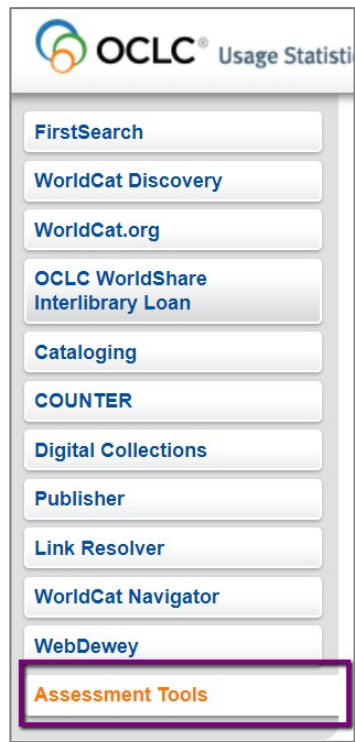 OCLC® Usage Statisti
FirstSearch
WorldCat Discovery
WorldCat.org
OCLC WorldShare
Interlibrary Loan
Cataloging
COUNTER
Digital Collections
Publisher
Link Resolver
WorldCat Navigator
WebDewey
Assessment Tools